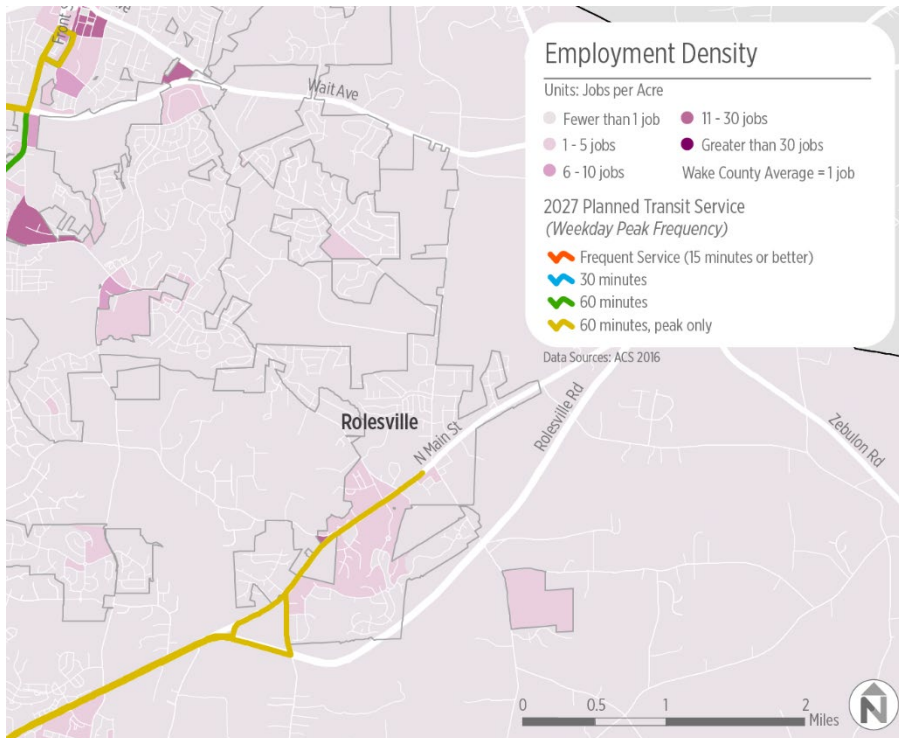 Front S
ve
Wait Ave
Employment Density
Units: Jobs per Acre
Fewer than 1 job
1 - 5 jobs
6 - 10 jobs
11 - 30 jobs
Greater than 30 jobs
Wake County Average = 1 job
2027 Planned Transit Service
(Weekday Peak Frequency)
Frequent Service (15 minutes or better)
30 minutes
60 minutes
60 minutes, peak only
Data Sources: ACS 2016
Rolesville
N Main St
Rolesville Rd
Zebulon Rd
0 0.5 1 2
Miles
N